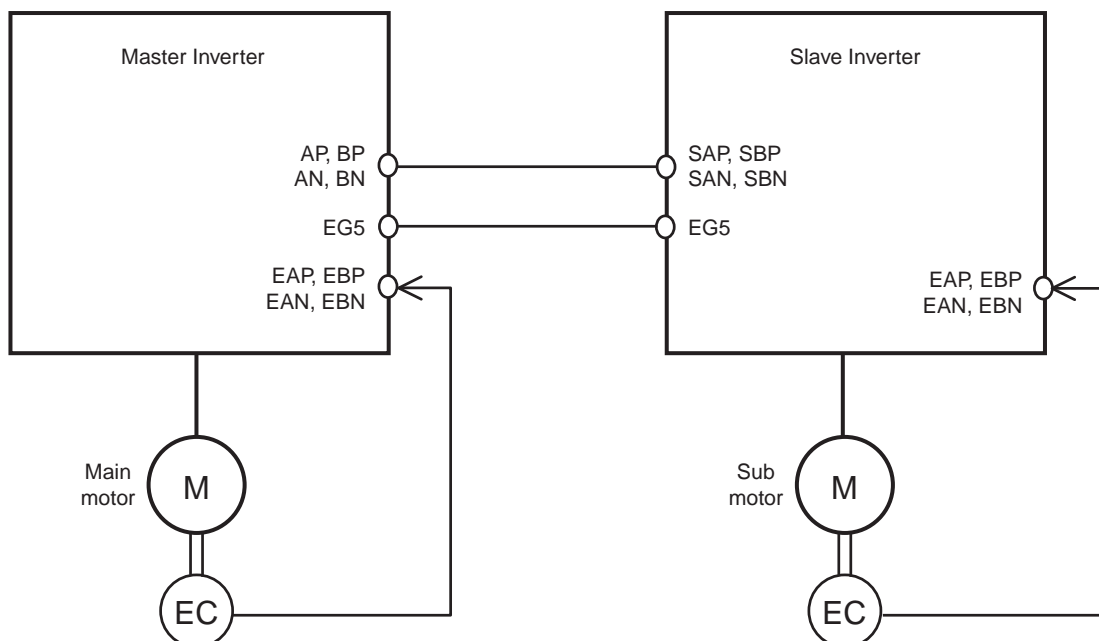 Master Inverter
AP, BP
AN, BN
EG5
EAP, EBP
EAN, EBN
Main
motor
M
EC
Slave Inverter
SAP, SBP
SAN, SBN
EG5
EAP, EBP
EAN, EBN
Sub
motor
M
EC